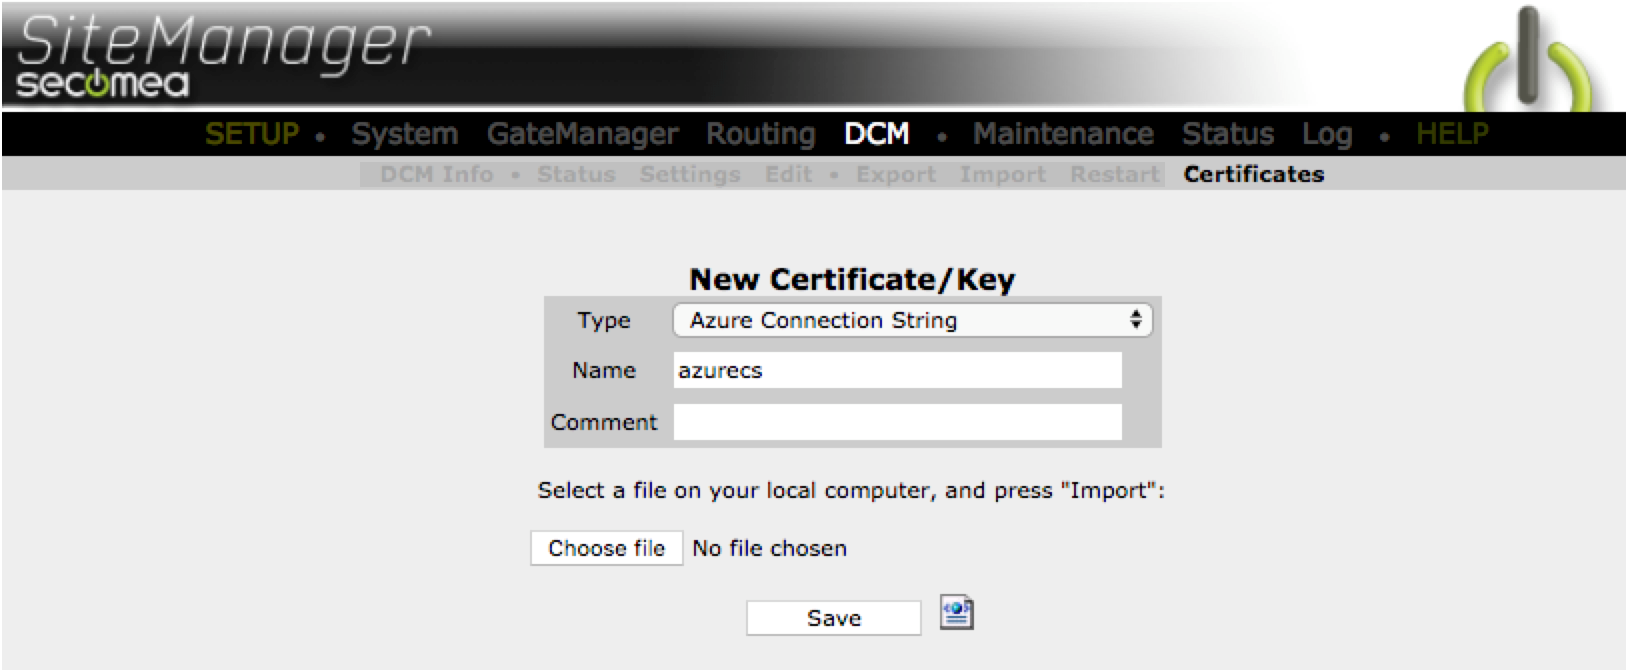 SiteManager
secomea
SETUP • System GateManager Routing DCM • Maintenance Status Log • HELP
DCM Info • Status Settings Edit • Export Import Restart Certificates
New Certificate/Key
Type Azure Connection String
Name azurecs
Comment
Select a file on your local computer, and press "Import":
Choose file No file chosen
Save